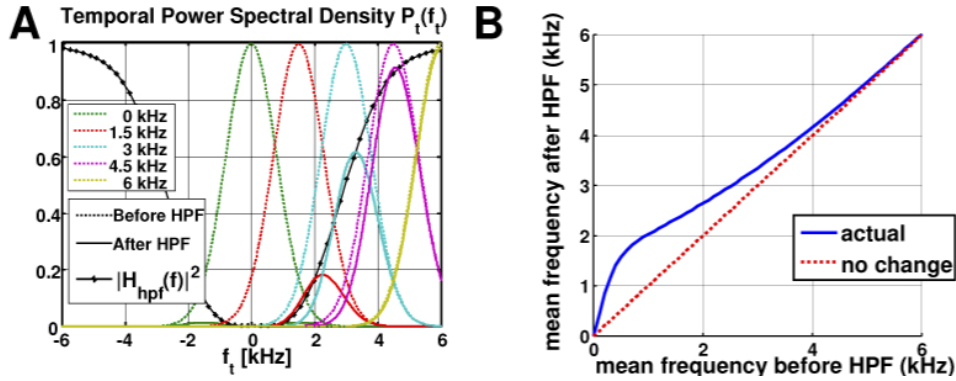 A
Temporal Power Spectral Density P_t(f_t)
1
0.8
0.6
0.4
0.2
0
0 kHz
1.5 kHz
3 kHz
4.5 kHz
6 kHz
Before HPF
After HPF
|H_hpf(f)|^2
-6 -4 -2 0 2 4 6
f_t [kHz]
B
mean frequency after HPF (kHz)
6
5
4
3
2
1
0
actual
no change
0 2 4 6
mean frequency before HPF (kHz)